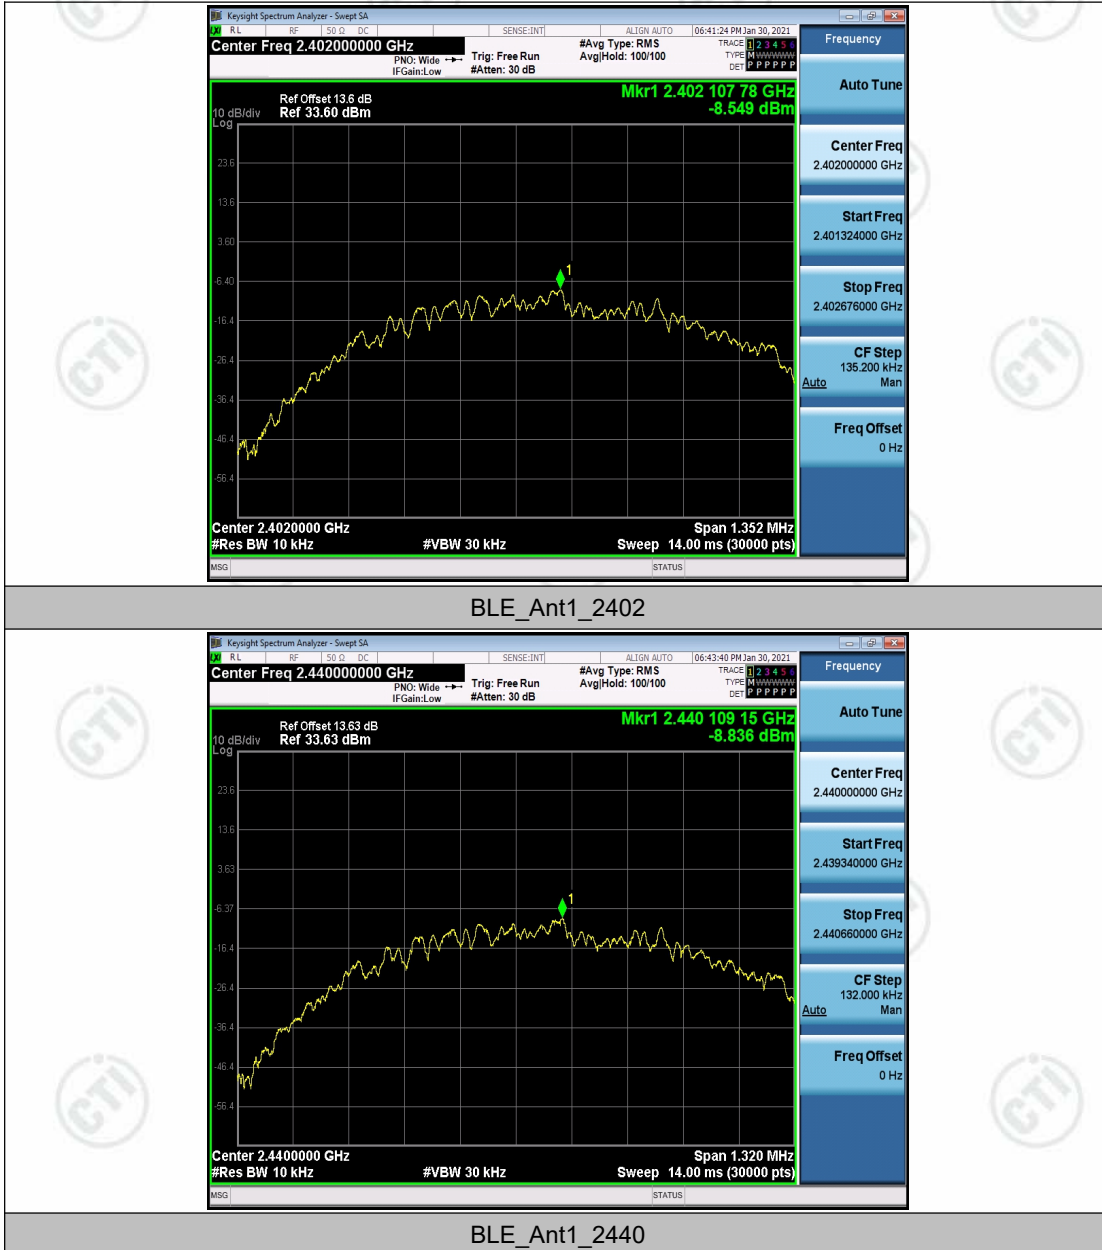 Keysight Spectrum Analyzer - Swept SA
RL RF 50 Ω DC SENSE:INT ALIGN AUTO 06:41:24 PM Jan 30, 2021
Center Freq 2.402000000 GHz
PNO: Wide
IFGain:Low
Trig: Free Run
#Atten: 30 dB
#Avg Type: RMS
Avg|Hold: 100/100
TRACE 1 2 3 4 5 6
TYPE M WWWWW
DET P P P P P P
Ref Offset 13.6 dB
10 dB/div Ref 33.60 dBm
Log
Mkr1 2.402 107 78 GHz
-8.549 dBm
23.6
13.6
3.60
-6.40
-16.4
-26.4
-36.4
-46.4
-56.4
1
Center 2.4020000 GHz
Span 1.352 MHz
#Res BW 10 kHz
#VBW 30 kHz
Sweep 14.00 ms (30000 pts)
MSG STATUS
Frequency
Auto Tune
Center Freq
2.402000000 GHz
Start Freq
2.401324000 GHz
Stop Freq
2.402676000 GHz
CF Step
135.200 kHz
Auto Man
Freq Offset
0 Hz
BLE_Ant1_2402
Keysight Spectrum Analyzer - Swept SA
RL RF 50 Ω DC SENSE:INT ALIGN AUTO 06:43:40 PM Jan 30, 2021
Center Freq 2.440000000 GHz
PNO: Wide
IFGain:Low
Trig: Free Run
#Atten: 30 dB
#Avg Type: RMS
Avg|Hold: 100/100
TRACE 1 2 3 4 5 6
TYPE M WWWWW
DET P P P P P P
Ref Offset 13.63 dB
10 dB/div Ref 33.63 dBm
Log
Mkr1 2.440 109 15 GHz
-8.836 dBm
23.6
13.6
3.63
-6.37
-16.4
-26.4
-36.4
-46.4
-56.4
1
Center 2.4400000 GHz
Span 1.320 MHz
#Res BW 10 kHz
#VBW 30 kHz
Sweep 14.00 ms (30000 pts)
MSG STATUS
Frequency
Auto Tune
Center Freq
2.440000000 GHz
Start Freq
2.439340000 GHz
Stop Freq
2.440660000 GHz
CF Step
132.000 kHz
Auto Man
Freq Offset
0 Hz
BLE_Ant1_2440
CTI
CTI
CTI
CTI
CTI
CTI